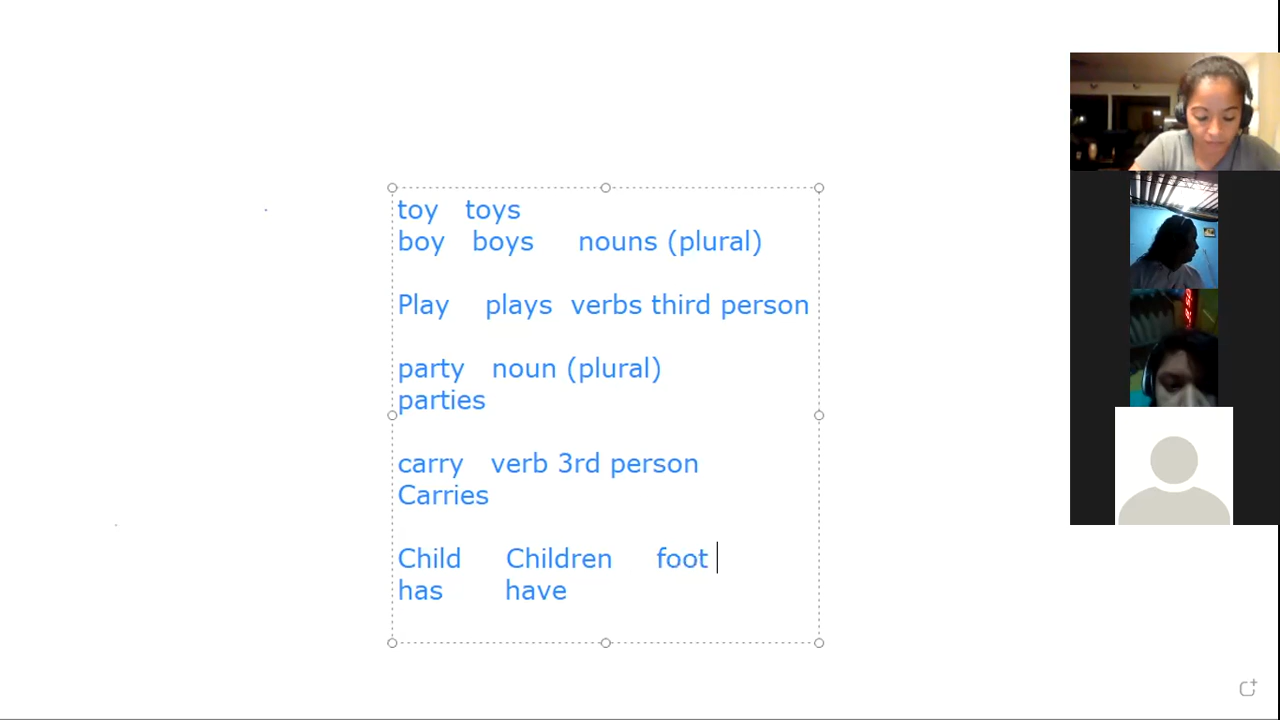 toy toys
boy boys nouns (plural)
Play plays verbs third person
party noun (plural)
parties
carry verb 3rd person
Carries
Child Children foot
has have